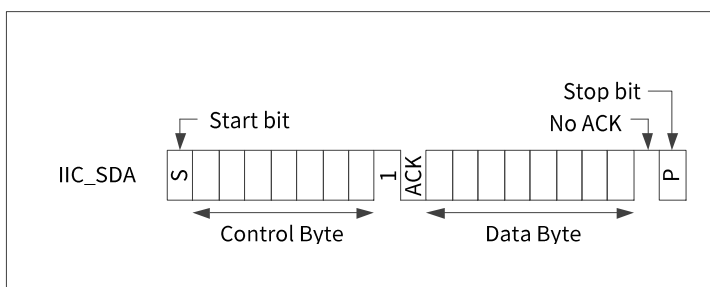 Stop bit
Start bit
No ACK
IIC_SDA
S
1
ACK
P
Control Byte
Data Byte